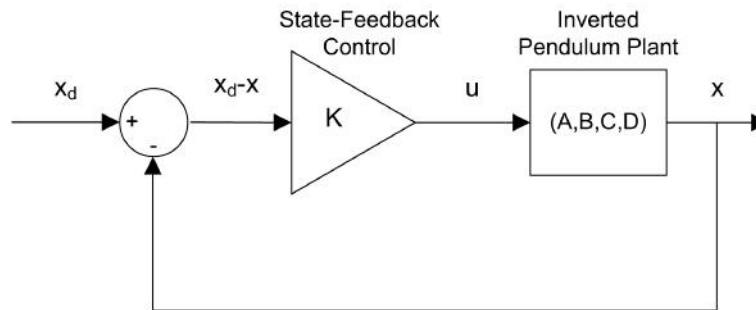 State-Feedback
Control
Inverted
Pendulum Plant
x_d
+
-
x_d-x
K
u
(A,B,C,D)
x